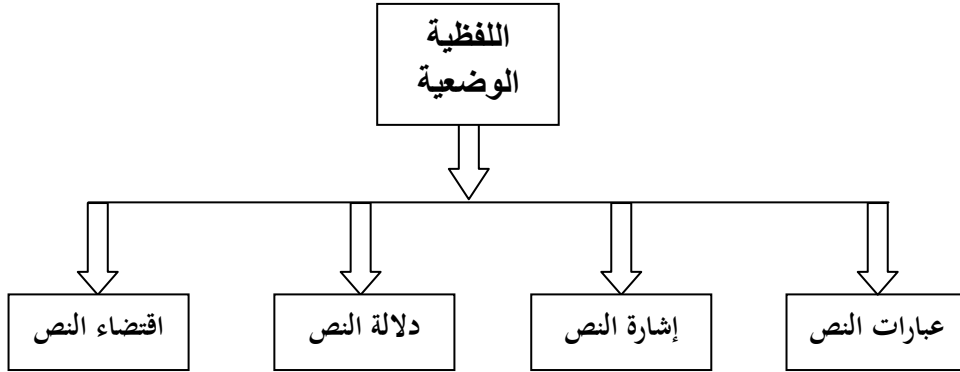 اللفظية
الوضعية
عبارات النص
إشارة النص
دلالة النص
اقتضاء النص